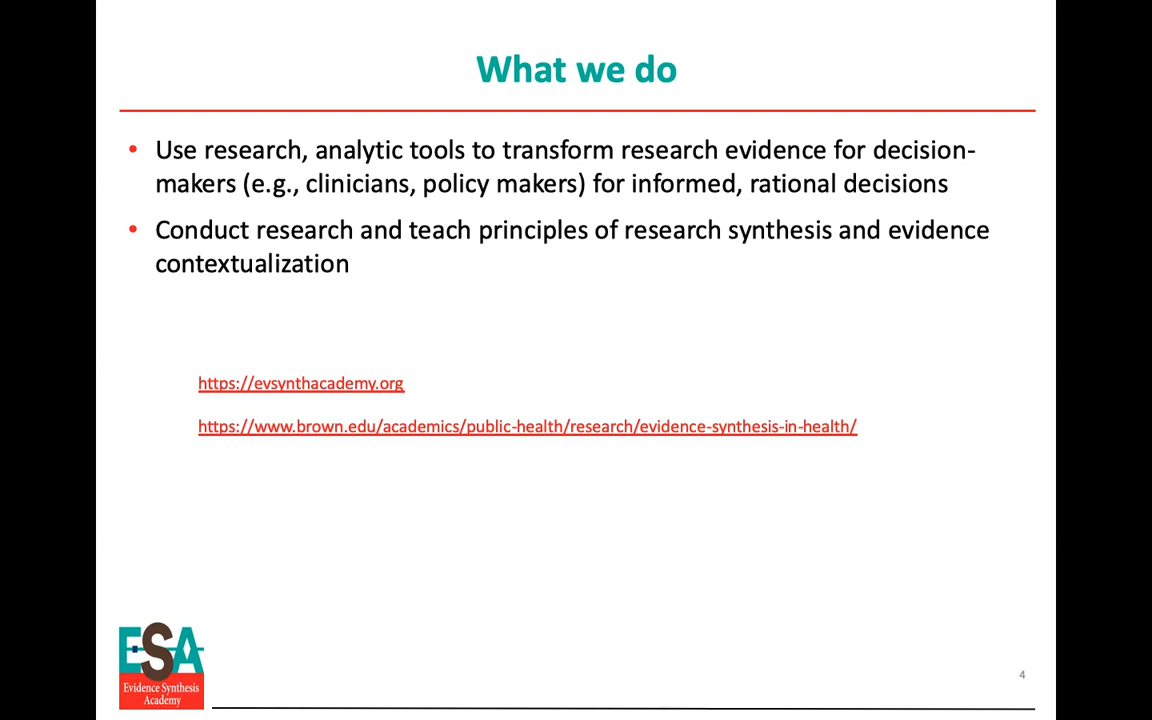 What we do
• Use research, analytic tools to transform research evidence for decision-
makers (e.g., clinicians, policy makers) for informed, rational decisions
• Conduct research and teach principles of research synthesis and evidence
contextualization
https://evsynthacademy.org
https://www.brown.edu/academics/public-health/research/evidence-synthesis-in-health/
ESA
Evidence Synthesis
Academy
4